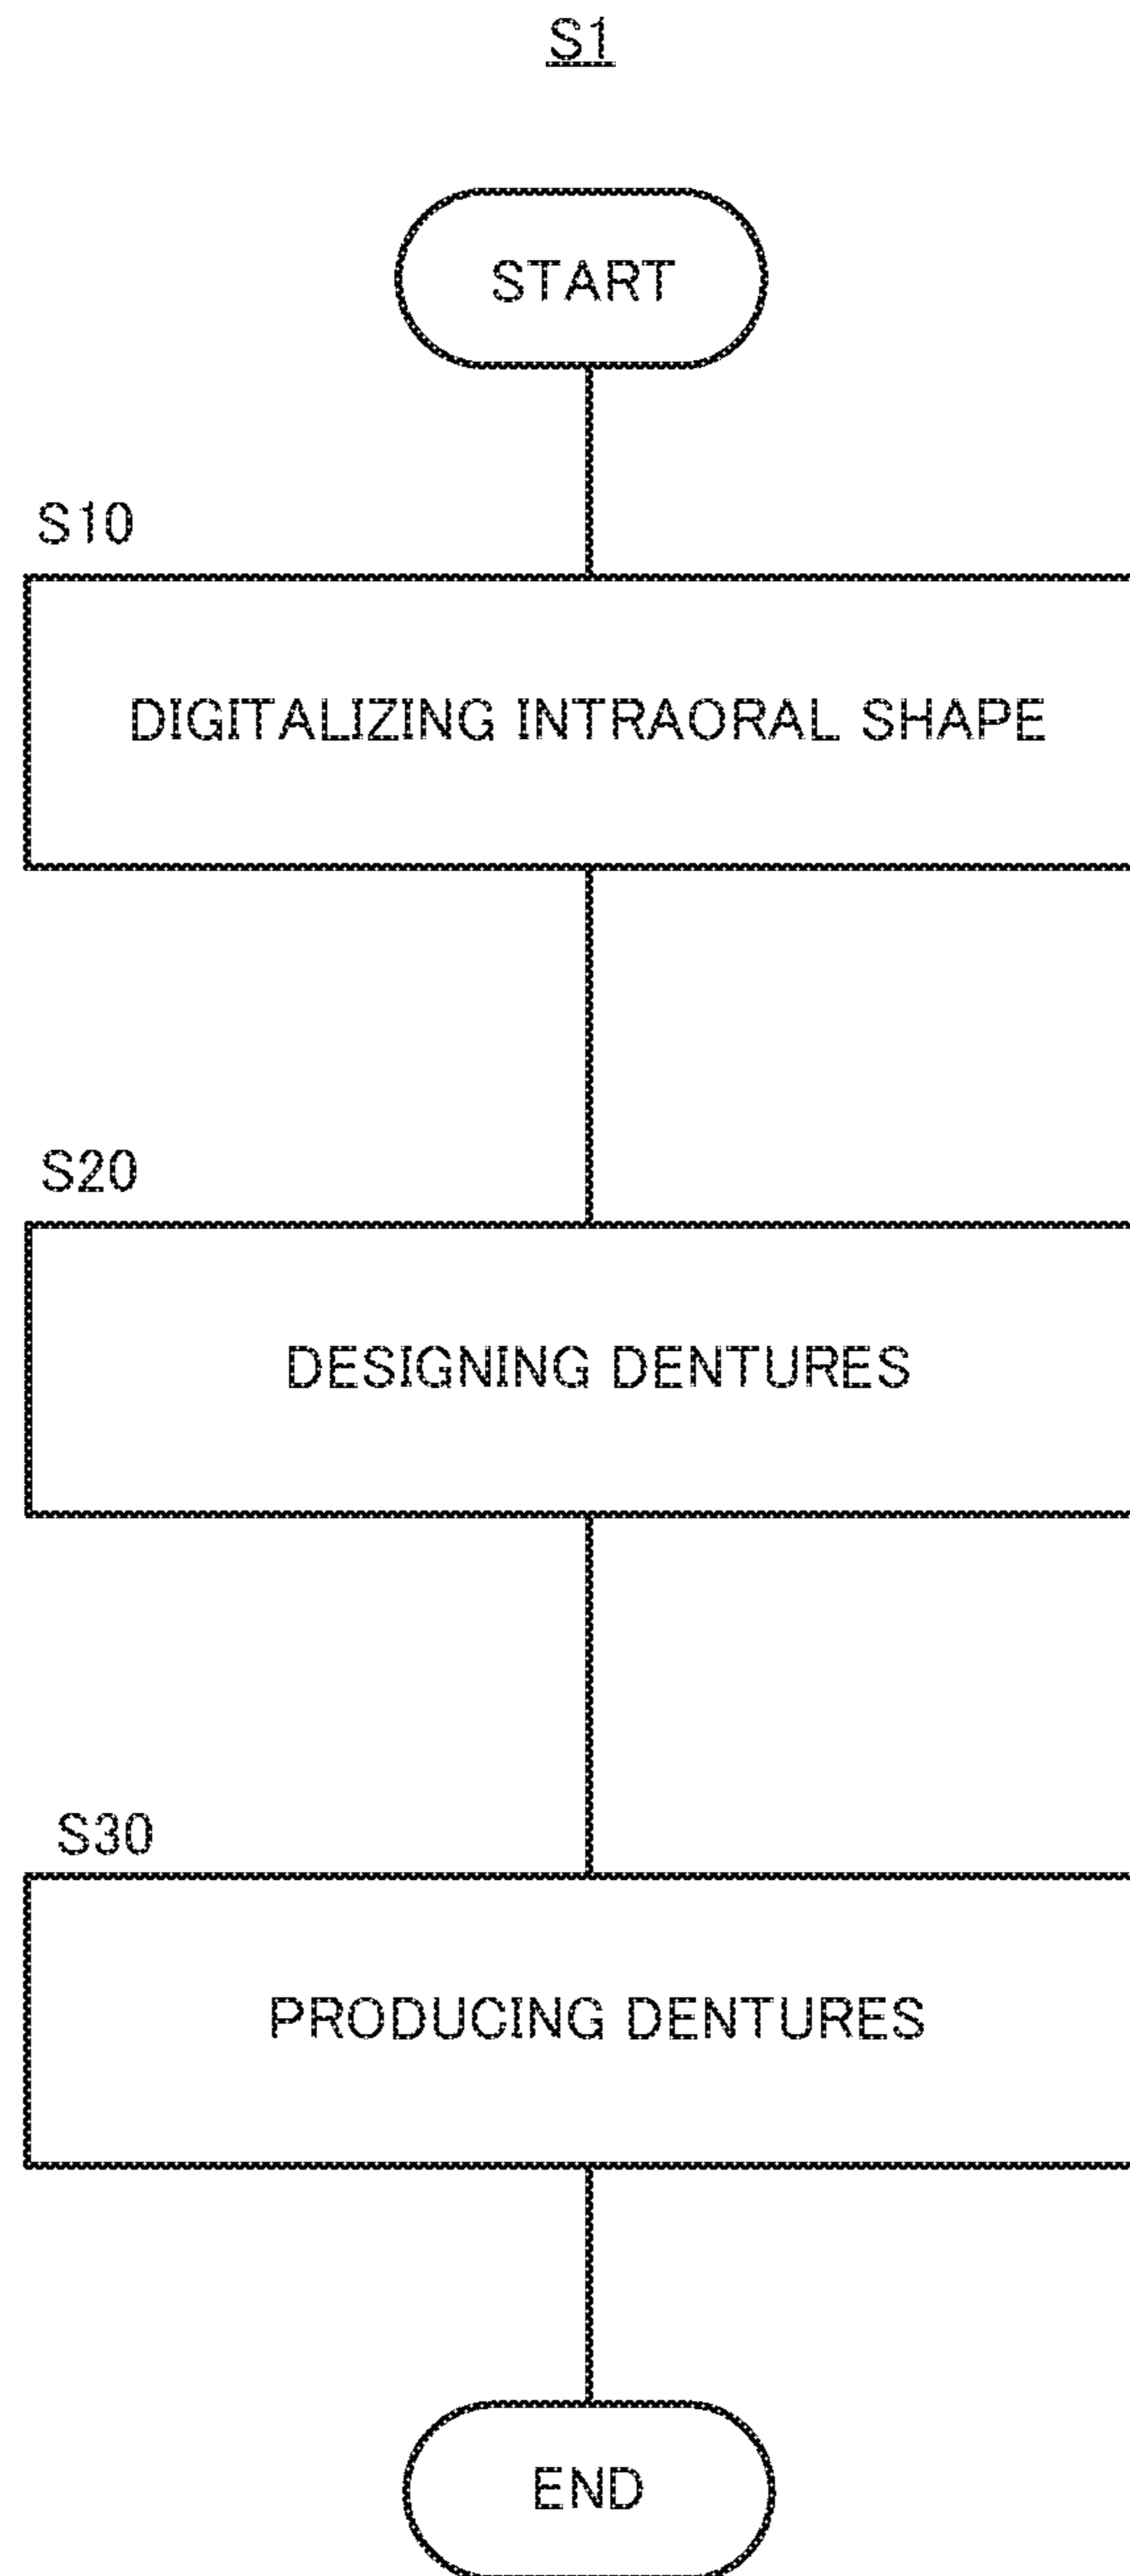 S1
START
S10
DIGITALIZING INTRAORAL SHAPE
S20
DESIGNING DENTURES
S30
PRODUCING DENTURES
END